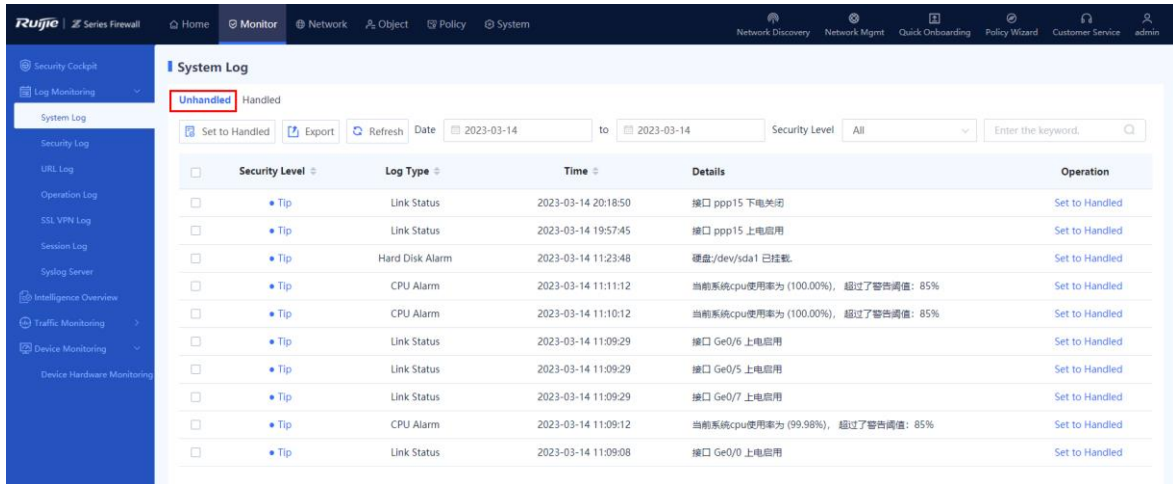 Ruijie | Z Series Firewall Home Monitor Network Object Policy System Network Discovery Network Mgmt Quick Onboarding Policy Wizard Customer Service admin
Security Cockpit
Log Monitoring
System Log
Security Log
URL Log
Operation Log
SSL VPN Log
Session Log
Syslog Server
Intelligence Overview
Traffic Monitoring
Device Monitoring
Device Hardware Monitoring
System Log
Unhandled Handled
Set to Handled Export Refresh Date 2023-03-14 to 2023-03-14 Security Level All Enter the keyword.
Security Level Log Type Time Details Operation
Tip Link Status 2023-03-14 20:18:50 接口 ppp15 下电关闭 Set to Handled
Tip Link Status 2023-03-14 19:57:45 接口 ppp15 上电启用 Set to Handled
Tip Hard Disk Alarm 2023-03-14 11:23:48 硬盘:/dev/sda1 已挂载. Set to Handled
Tip CPU Alarm 2023-03-14 11:11:12 当前系统cpu使用率为 (100.00%)， 超过了警告阈值：85% Set to Handled
Tip CPU Alarm 2023-03-14 11:10:12 当前系统cpu使用率为 (100.00%)， 超过了警告阈值：85% Set to Handled
Tip Link Status 2023-03-14 11:09:29 接口 Ge0/6 上电启用 Set to Handled
Tip Link Status 2023-03-14 11:09:29 接口 Ge0/5 上电启用 Set to Handled
Tip Link Status 2023-03-14 11:09:29 接口 Ge0/7 上电启用 Set to Handled
Tip CPU Alarm 2023-03-14 11:09:12 当前系统cpu使用率为 (99.98%)， 超过了警告阈值：85% Set to Handled
Tip Link Status 2023-03-14 11:09:08 接口 Ge0/0 上电启用 Set to Handled